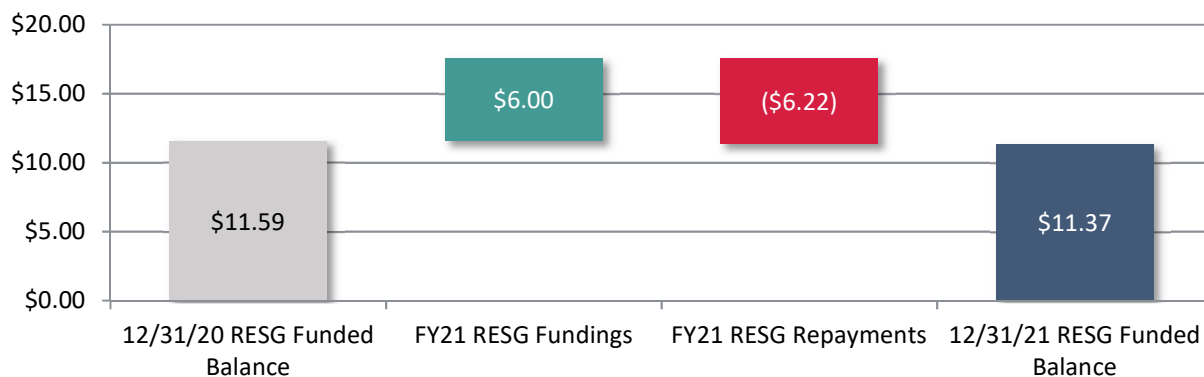 $20.00
$15.00
$10.00
$5.00
$0.00
$11.59
$6.00
($6.22)
$11.37
12/31/20 RESG Funded
Balance
FY21 RESG Fundings
FY21 RESG Repayments
12/31/21 RESG Funded
Balance